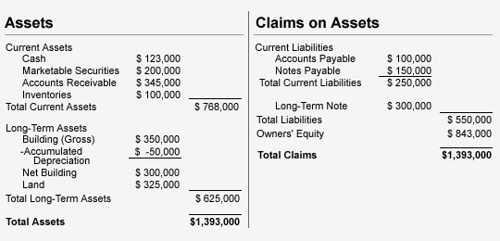 Assets
Current Assets
Cash $ 123,000
Marketable Securities $ 200,000
Accounts Receivable $ 345,000
Inventories $ 100,000
Total Current Assets $ 768,000
Long-Term Assets
Building (Gross) $ 350,000
-Accumulated $ -50,000
Depreciation
Net Building $ 300,000
Land $ 325,000
Total Long-Term Assets $ 625,000
Total Assets $1,393,000
Claims on Assets
Current Liabilities
Accounts Payable $ 100,000
Notes Payable $ 150,000
Total Current Liabilities $ 250,000
Long-Term Note $ 300,000
Total Liabilities $ 550,000
Owners' Equity $ 843,000
Total Claims $1,393,000